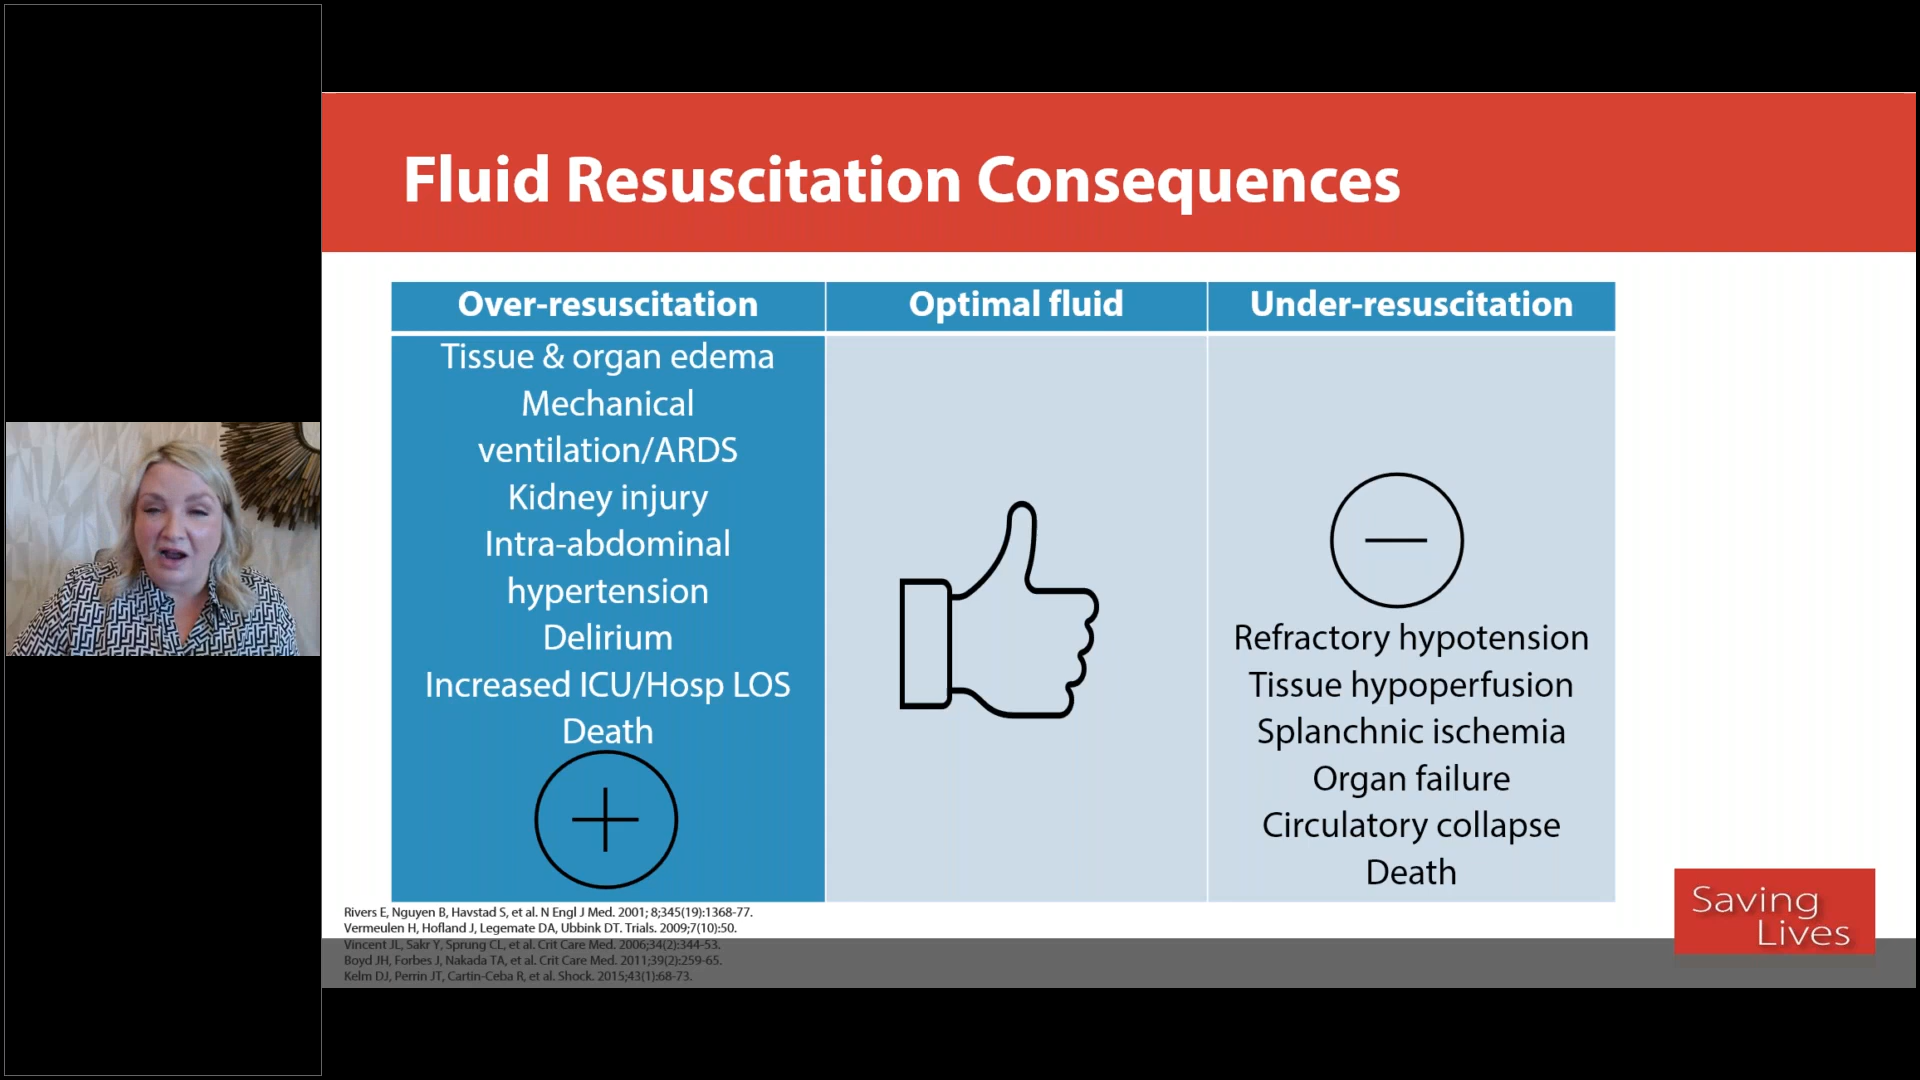 Fluid Resuscitation Consequences
Over-resuscitation
Tissue & organ edema
Mechanical
ventilation/ARDS
Kidney injury
Intra-abdominal
hypertension
Delirium
Increased ICU/Hosp LOS
Death
Optimal fluid
Under-resuscitation
Refractory hypotension
Tissue hypoperfusion
Splanchnic ischemia
Organ failure
Circulatory collapse
Death
Rivers E, Nguyen B, Havstad S, et al. N Engl J Med. 2001; 8;345(19):1368-77.
Vermeulen H, Hofland J, Legemate DA, Ubbink DT. Trials. 2009;7(10):50.
Vincent JL, Sakr Y, Sprung CL, et al. Crit Care Med. 2006;34(2):344-53.
Boyd JH, Forbes J, Nakada TA, et al. Crit Care Med. 2011;39(2):259-65.
Kelm DJ, Perrin JT, Cartin-Ceba R, et al. Shock. 2015;43(1):68-73.
Saving
Lives